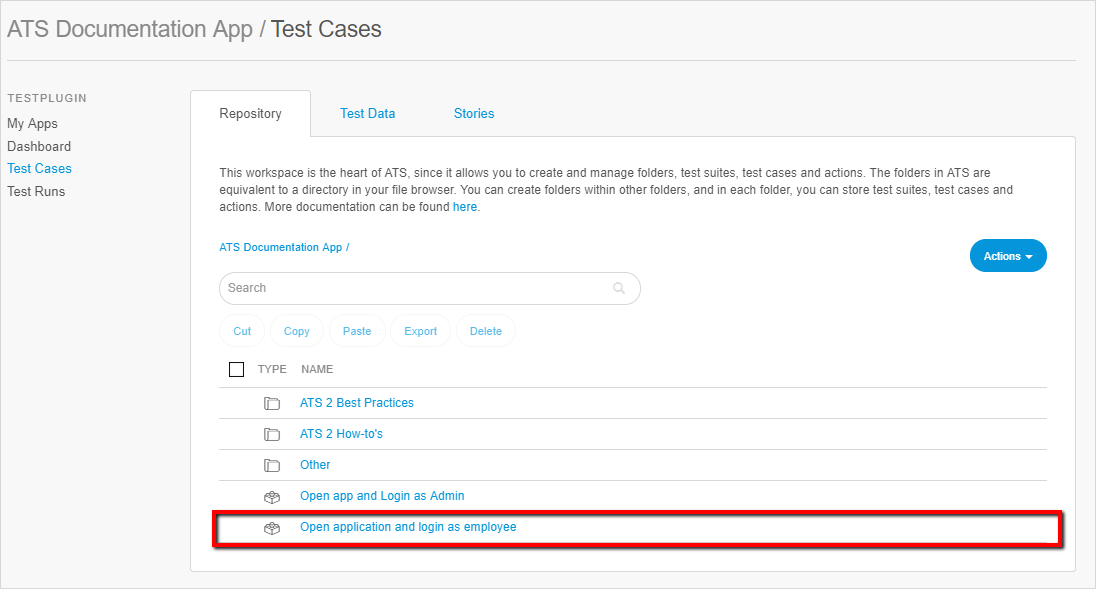 ATS Documentation App / Test Cases
TESTPLUGIN
My Apps
Dashboard
Test Cases
Test Runs
Repository
Test Data
Stories
This workspace is the heart of ATS, since it allows you to create and manage folders, test suites, test cases and actions. The folders in ATS are
equivalent to a directory in your file browser. You can create folders within other folders, and in each folder, you can store test suites, test cases and
actions. More documentation can be found here.
ATS Documentation App /
Actions
Search
Cut Copy Paste Export Delete
TYPE NAME
ATS 2 Best Practices
ATS 2 How-to's
Other
Open app and Login as Admin
Open application and login as employee